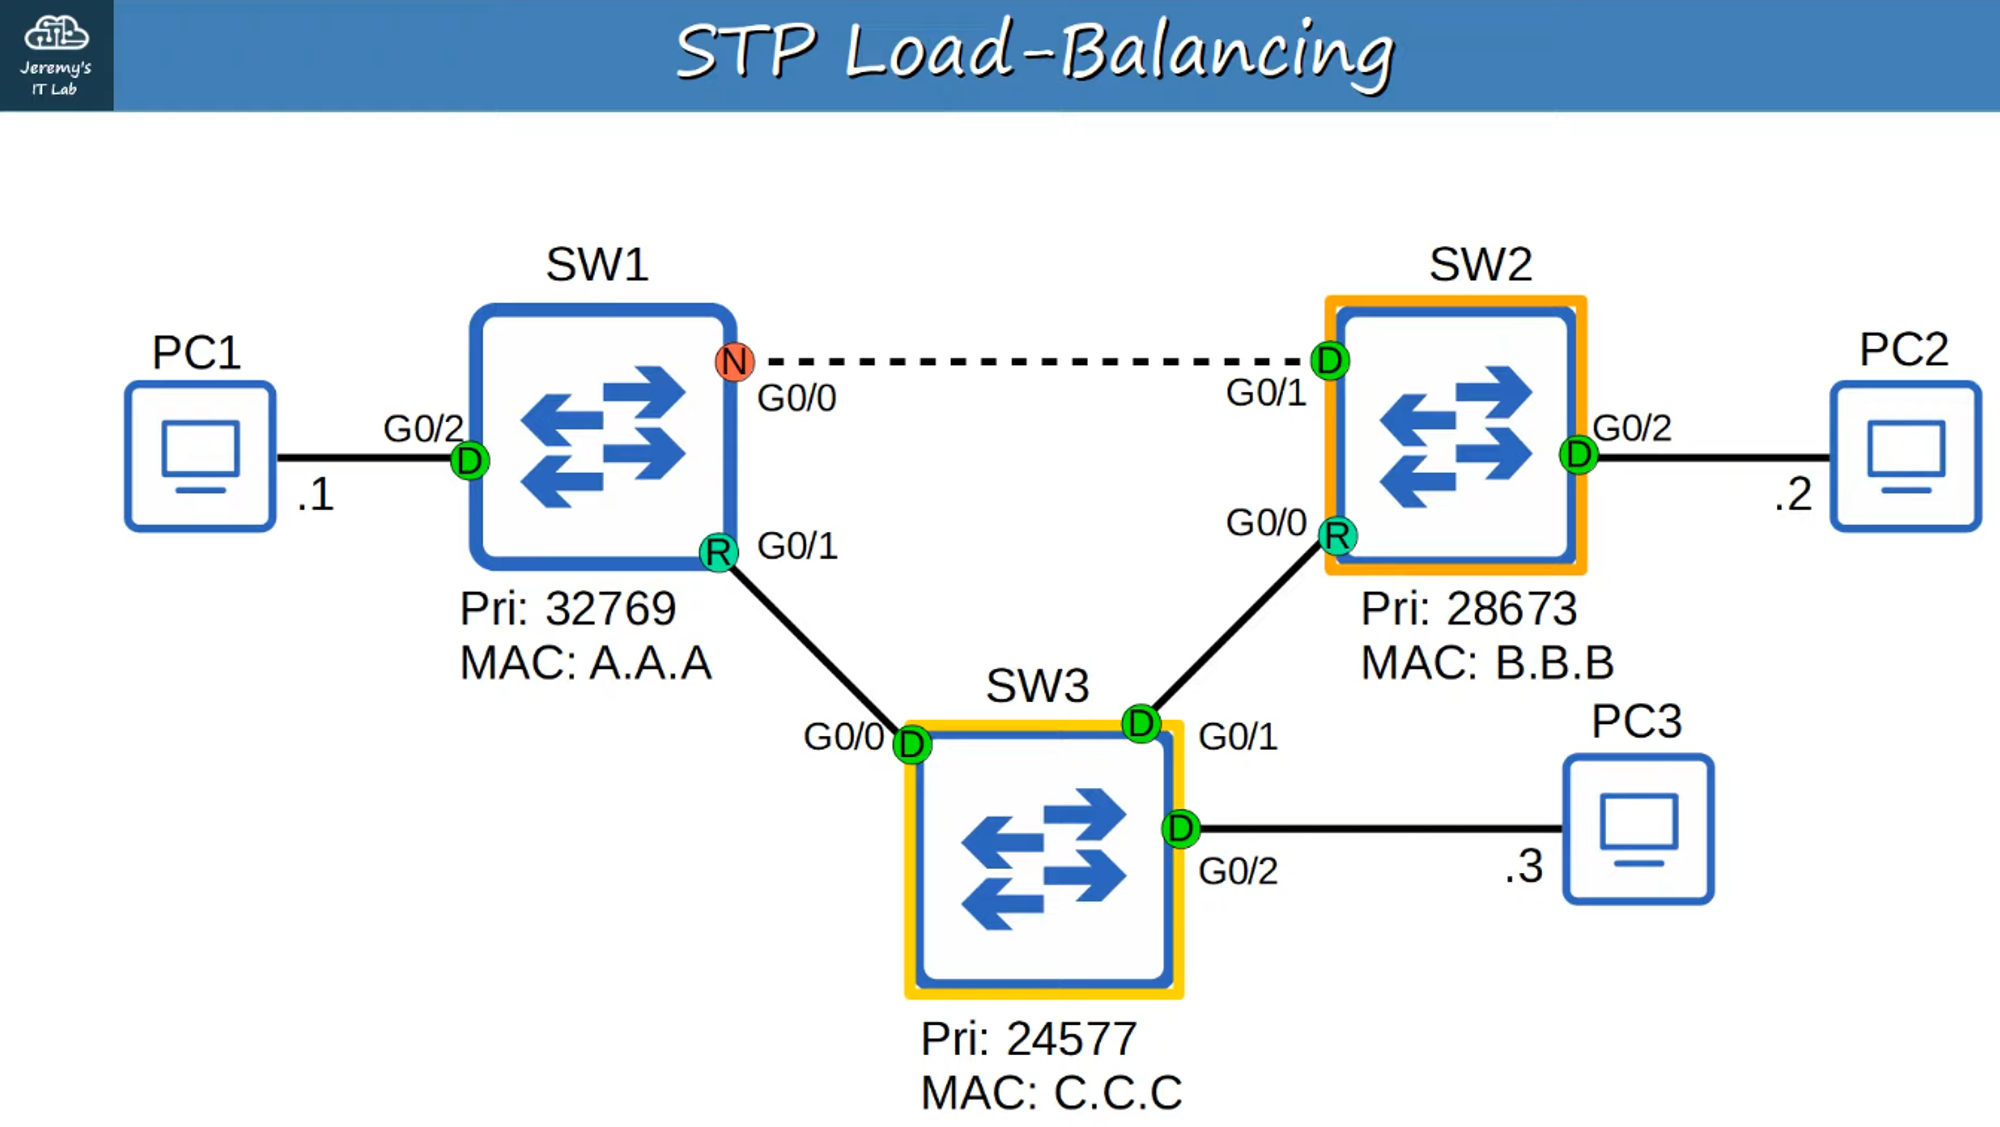 Jeremy's
IT Lab
STP Load-Balancing
SW1
SW2
PC1
PC2
N
D
G0/0
G0/1
G0/2
D
D
G0/2
.1
.2
R
G0/1
G0/0
R
Pri: 32769
MAC: A.A.A
Pri: 28673
MAC: B.B.B
SW3
PC3
G0/0
D
D
G0/1
D
G0/2
.3
Pri: 24577
MAC: C.C.C